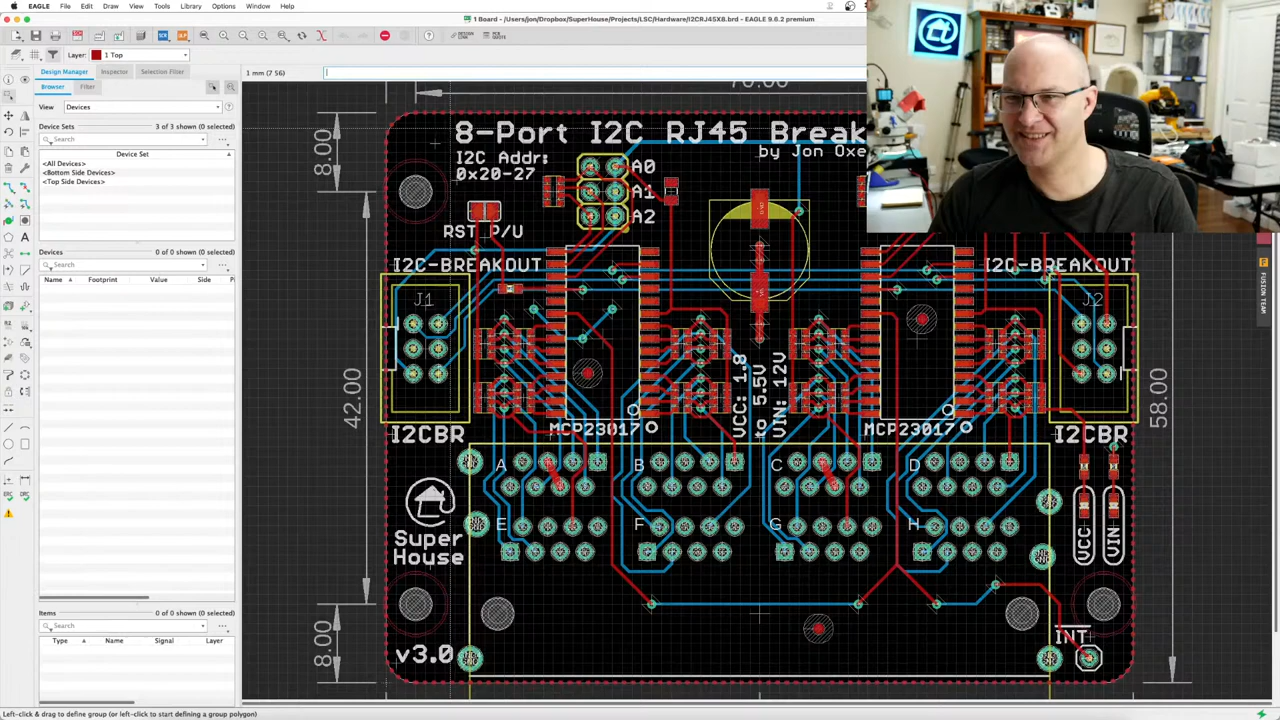 EAGLE File Edit Draw View Tools Library Options Window Help
1 Board - /Users/jon/Dropbox/SuperHouse/Projects/LSC/Hardware/I2CRJ45X8.brd - EAGLE 9.6.2 premium
Layer: 1 Top
Design Manager Inspector Selection Filter
1 mm (7 56)
Browser Filter
View Devices
Device Sets 3 of 3 shown (0 selected)
Search
Device Set
<All Devices>
<Bottom Side Devices>
<Top Side Devices>
Devices 0 of 0 shown (0 selected)
Search
Name Footprint Value Side
Items 0 of 0 shown (0 selected)
Search
Type Name Signal Layer
Left-click & drag to define group (or left-click to start defining a group polygon)
70.00
8.00
42.00
8.00
58.00
8-Port I2C RJ45 Break
by Jon Oxe
I2C Addr:
0x20-27
A0
A1
A2
RST P/U
I2C-BREAKOUT
I2C-BREAKOUT
J1
J2
VCC: 1.8
to 5.5V
VIN: 12V
I2CBR
MCP23017
MCP23017
I2CBR
A
B
C
D
E
F
G
H
Super
House
VCC
VIN
INT
v3.0
FUSION TEAM